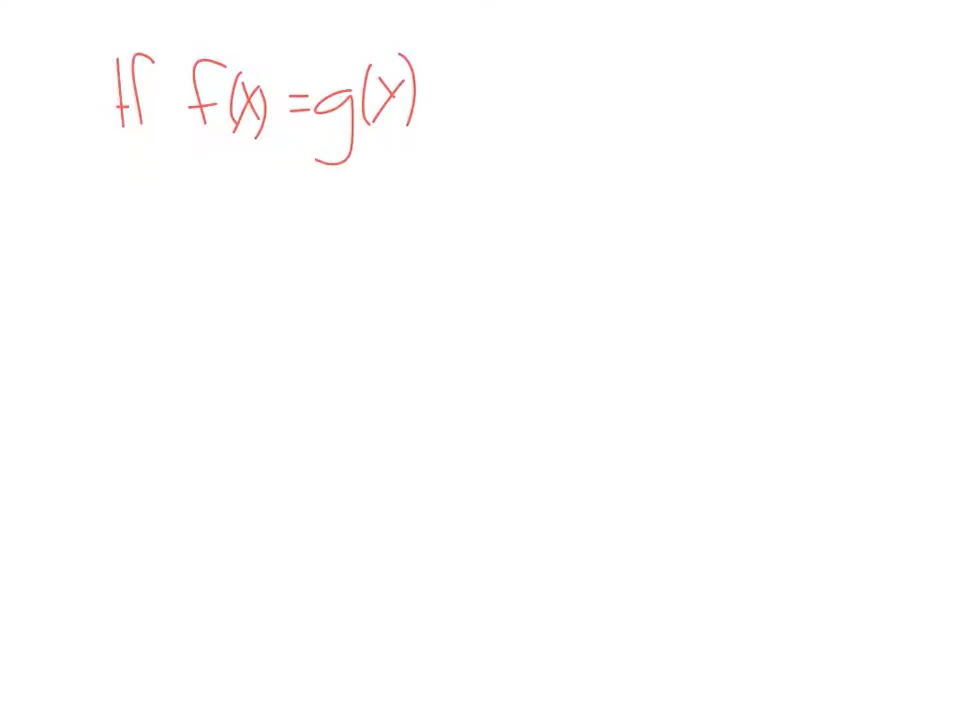 If f(x) = g(x)